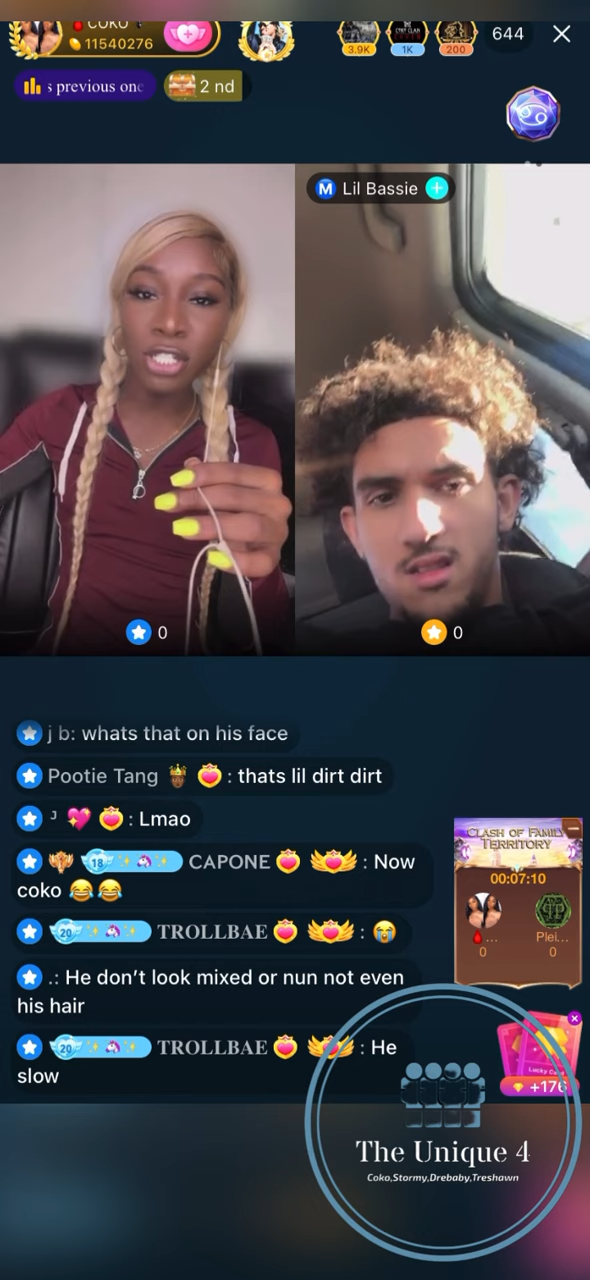 COKO
11540276
3.9K
1K
200
644
s previous one
2 nd
M Lil Bassie
0
0
j b: whats that on his face
Pootie Tang : thats lil dirt dirt
J : Lmao
18 CAPONE : Now
coko 😂😂
20 TROLLBAE : 😭
.: He don’t look mixed or nun not even
his hair
20 TROLLBAE : He
slow
CLASH OF FAMILY
TERRITORY
00:07:10
... Plei...
0 0
+176
The Unique 4
Coko,Stormy,Drebaby,Treshawn